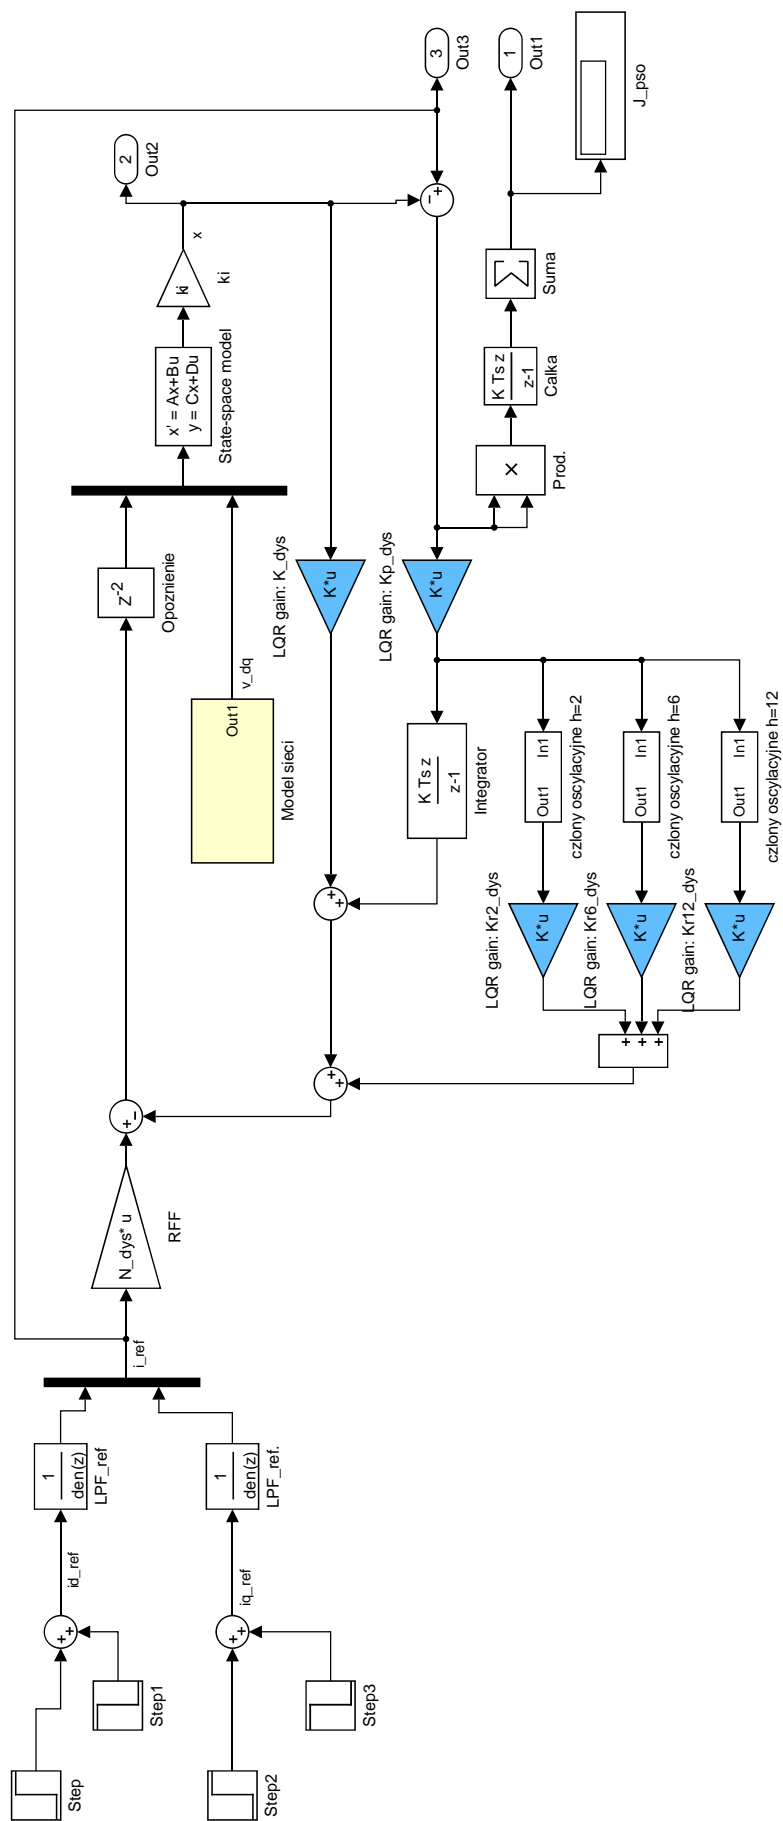 Step
Step1
+
+
id_ref
1
den(z)
LPF_ref
Step2
Step3
+
+
iq_ref
1
den(z)
LPF_ref.
i_ref
N_dys* u
RFF
+
-
Z-2
Opoznienie
Out1
Model sieci
v_dq
x' = Ax+Bu
y = Cx+Du
State-space model
ki
ki
x
2
Out2
LQR gain: K_dys
K*u
+
+
+
+
3
Out3
-
+
LQR gain: Kp_dys
K*u
K Ts z
z-1
Integrator
×
Prod.
K Ts z
z-1
Calka
Suma
1
Out1
J_pso
Out1 In1
czlony oscylacyjne h=2
LQR gain: Kr2_dys
K*u
Out1 In1
czlony oscylacyjne h=6
LQR gain: Kr6_dys
K*u
Out1 In1
czlony oscylacyjne h=12
LQR gain: Kr12_dys
K*u
+
+
+